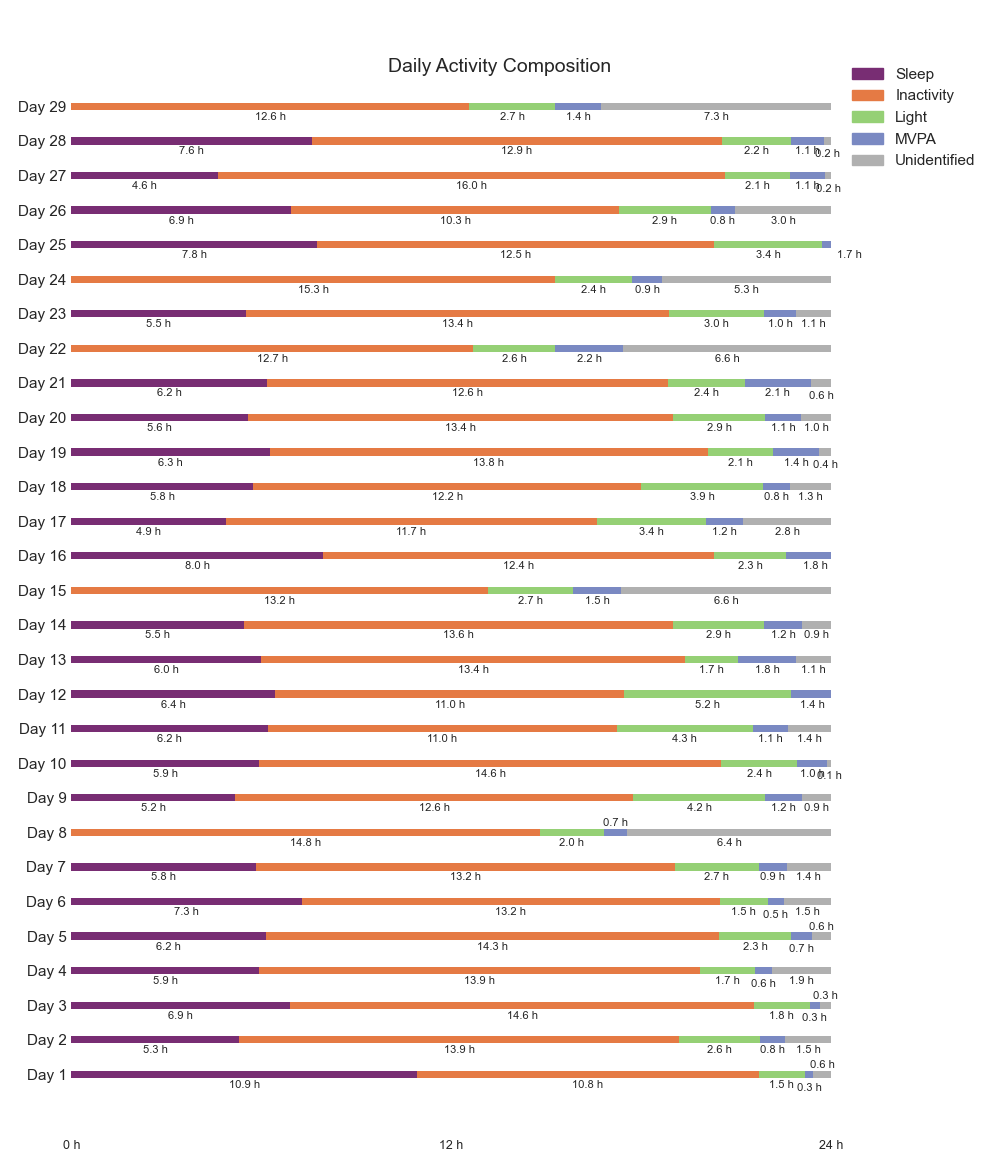 Daily Activity Composition
Sleep
Inactivity
Light
MVPA
Unidentified
Day 29
12.6 h 2.7 h 1.4 h 7.3 h
Day 28
7.6 h 12.9 h 2.2 h 1.1 h 0.2 h
Day 27
4.6 h 16.0 h 2.1 h 1.1 h 0.2 h
Day 26
6.9 h 10.3 h 2.9 h 0.8 h 3.0 h
Day 25
7.8 h 12.5 h 3.4 h 1.7 h
Day 24
15.3 h 2.4 h 0.9 h 5.3 h
Day 23
5.5 h 13.4 h 3.0 h 1.0 h 1.1 h
Day 22
12.7 h 2.6 h 2.2 h 6.6 h
Day 21
6.2 h 12.6 h 2.4 h 2.1 h 0.6 h
Day 20
5.6 h 13.4 h 2.9 h 1.1 h 1.0 h
Day 19
6.3 h 13.8 h 2.1 h 1.4 h 0.4 h
Day 18
5.8 h 12.2 h 3.9 h 0.8 h 1.3 h
Day 17
4.9 h 11.7 h 3.4 h 1.2 h 2.8 h
Day 16
8.0 h 12.4 h 2.3 h 1.8 h
Day 15
13.2 h 2.7 h 1.5 h 6.6 h
Day 14
5.5 h 13.6 h 2.9 h 1.2 h 0.9 h
Day 13
6.0 h 13.4 h 1.7 h 1.8 h 1.1 h
Day 12
6.4 h 11.0 h 5.2 h 1.4 h
Day 11
6.2 h 11.0 h 4.3 h 1.1 h 1.4 h
Day 10
5.9 h 14.6 h 2.4 h 1.0 h 0.1 h
Day 9
5.2 h 12.6 h 4.2 h 1.2 h 0.9 h
Day 8
14.8 h 2.0 h 0.7 h 6.4 h
Day 7
5.8 h 13.2 h 2.7 h 0.9 h 1.4 h
Day 6
7.3 h 13.2 h 1.5 h 0.5 h 1.5 h
Day 5
6.2 h 14.3 h 2.3 h 0.7 h 0.6 h
Day 4
5.9 h 13.9 h 1.7 h 0.6 h 1.9 h
Day 3
6.9 h 14.6 h 1.8 h 0.3 h 0.3 h
Day 2
5.3 h 13.9 h 2.6 h 0.8 h 1.5 h
Day 1
10.9 h 10.8 h 1.5 h 0.3 h 0.6 h
0 h 12 h 24 h